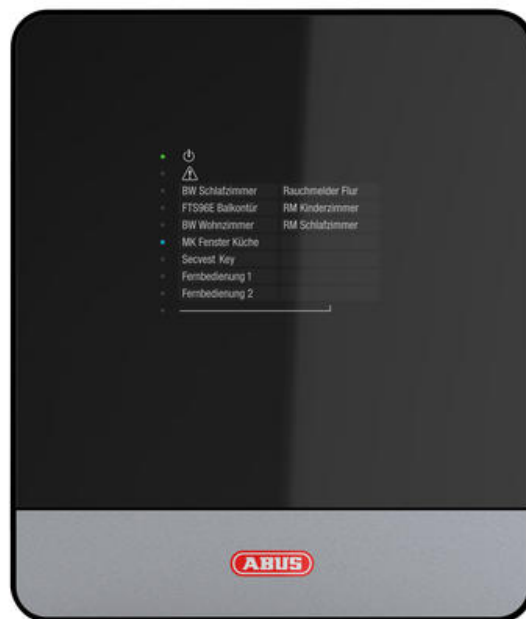 BW Schlafzimmer Rauchmelder Flur
FTS96E Balkontür RM Kinderzimmer
BW Wohnzimmer RM Schlafzimmer
MK Fenster Küche
Secvest Key
Fernbedienung 1
Fernbedienung 2
ABUS